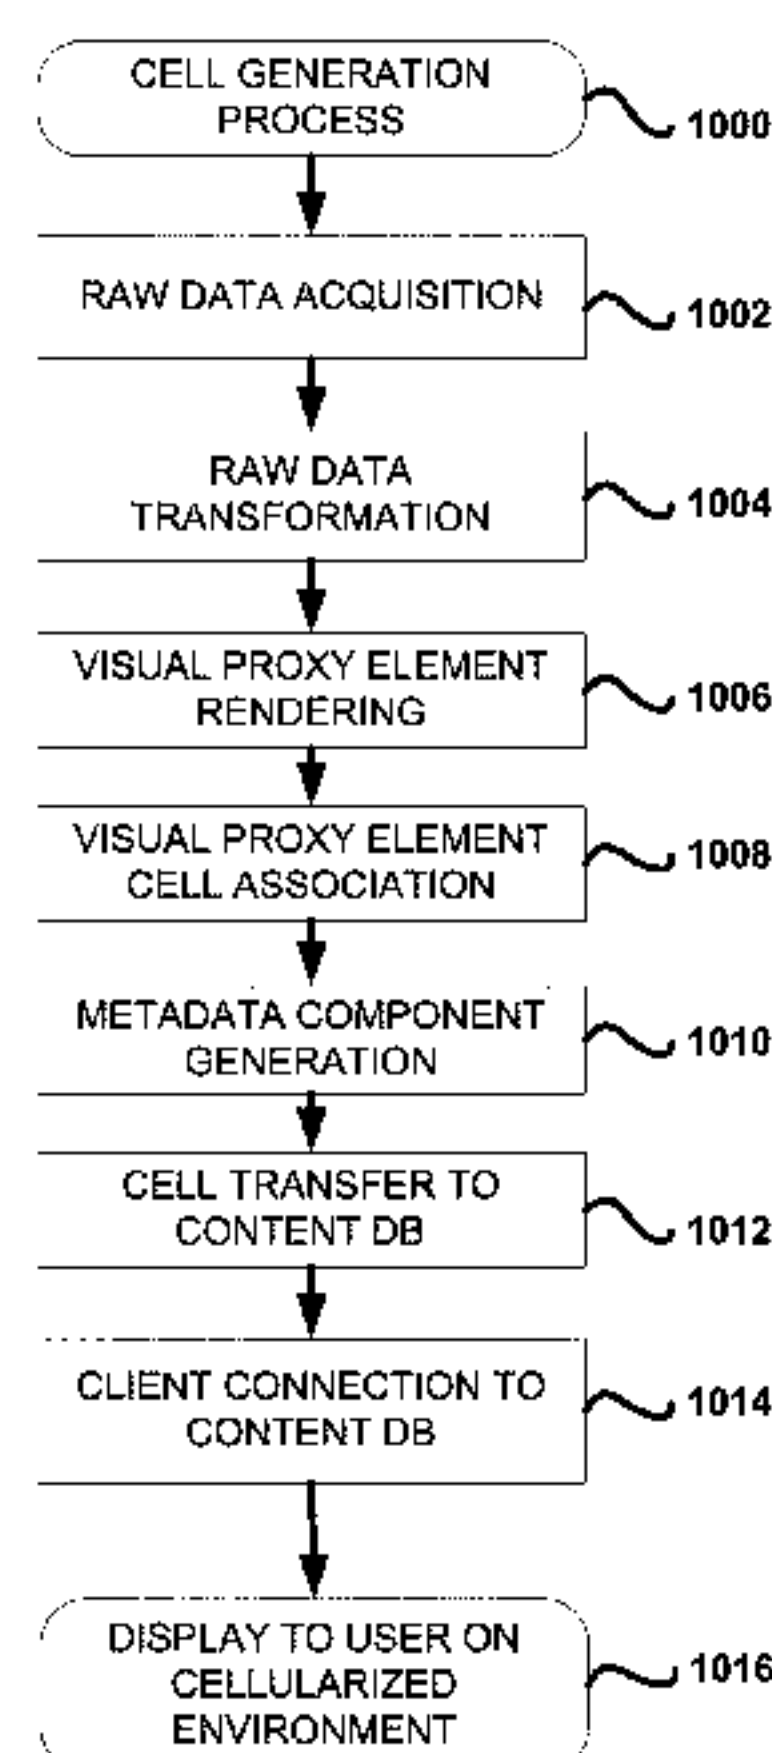 CELL GENERATION
PROCESS
1000
RAW DATA ACQUISITION
1002
RAW DATA
TRANSFORMATION
1004
VISUAL PROXY ELEMENT
RENDERING
1006
VISUAL PROXY ELEMENT
CELL ASSOCIATION
1008
METADATA COMPONENT
GENERATION
1010
CELL TRANSFER TO
CONTENT DB
1012
CLIENT CONNECTION TO
CONTENT DB
1014
DISPLAY TO USER ON
CELLULARIZED
ENVIRONMENT
1016